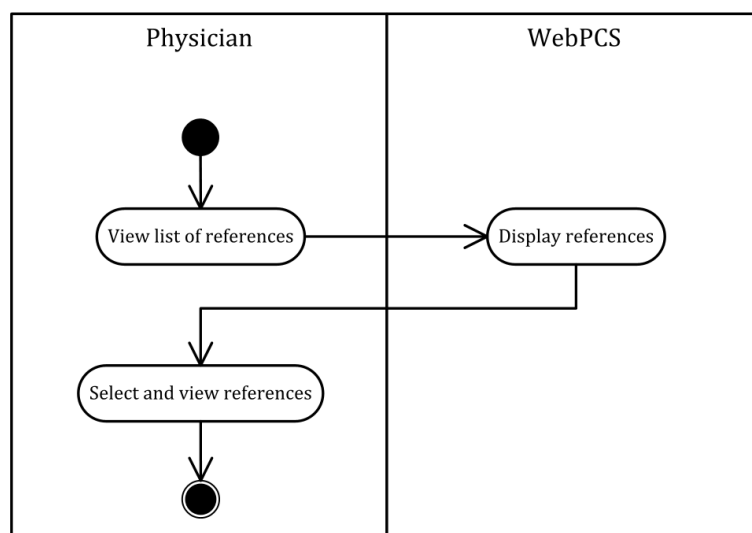 Physician
WebPCS
View list of references
Display references
Select and view references